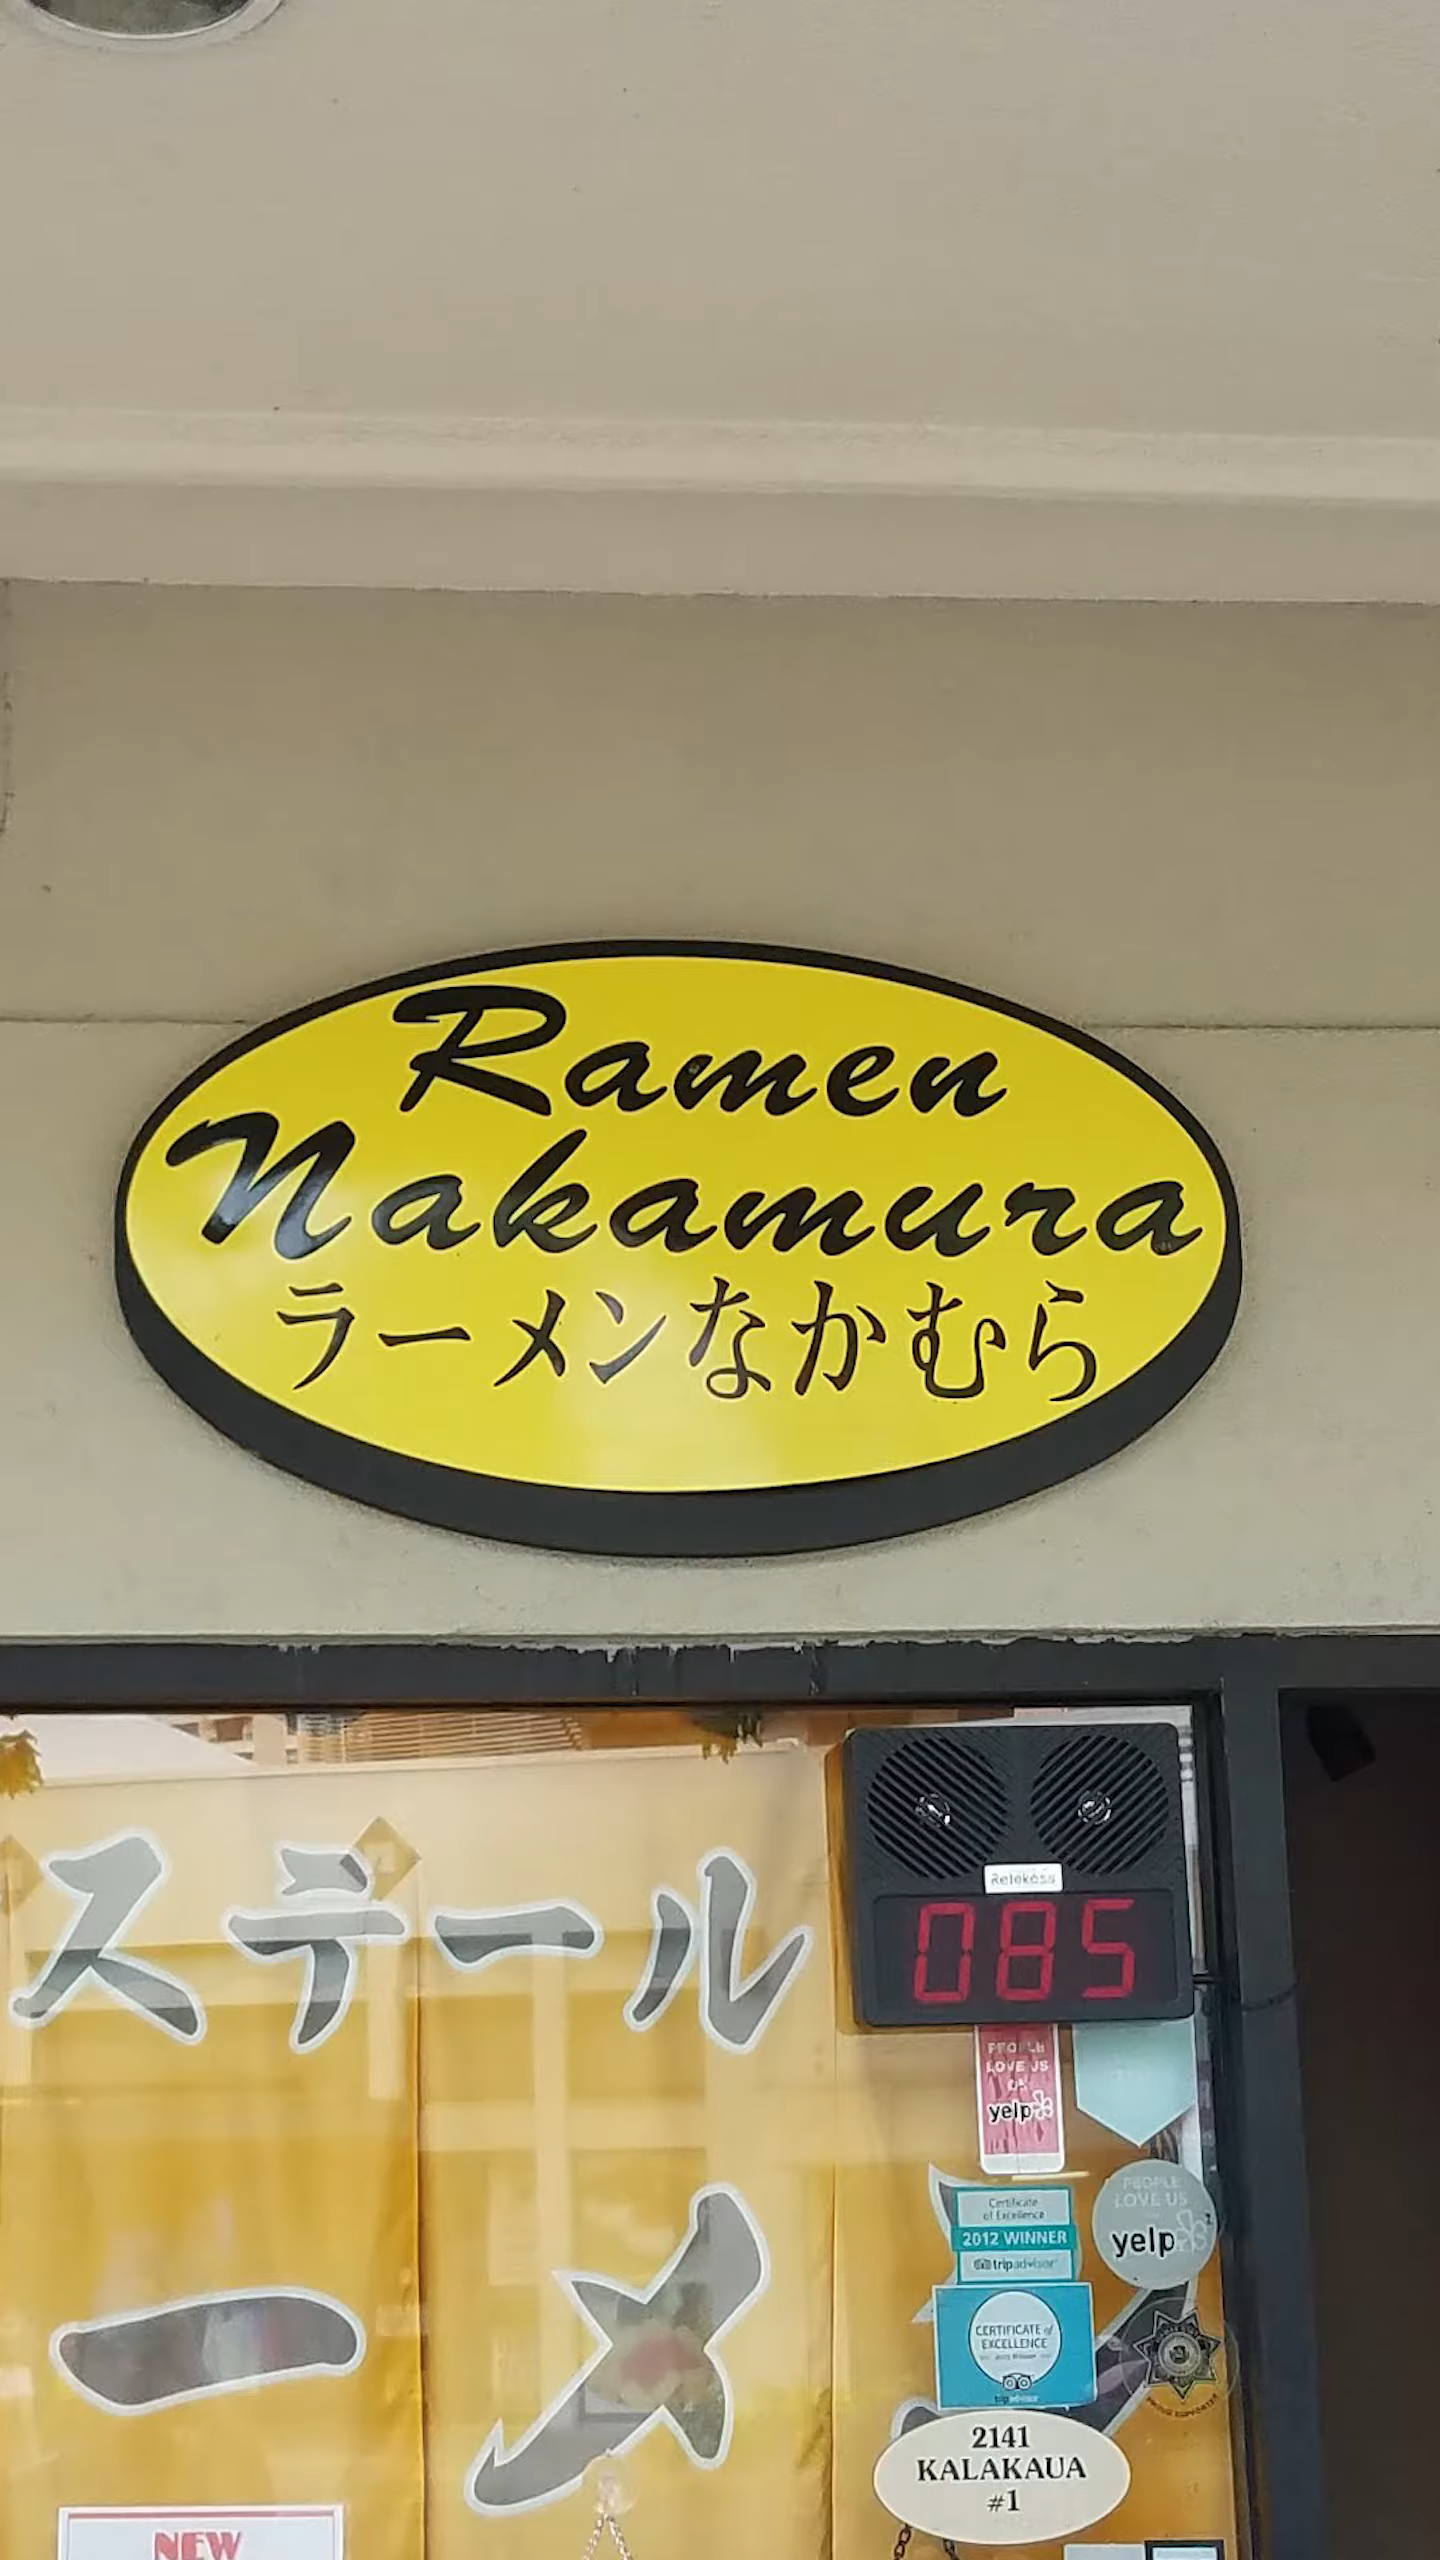 Ramen
Nakamura
ラーメンなかむら
ステール
Retekess
085
PEOPLE
LOVE US
ON
yelp
PEOPLE
LOVE US
yelp
Certificate
of Excellence
2012 WINNER
tripadvisor
CERTIFICATE of
EXCELLENCE
tripadvisor
ーメ
2141
KALAKAUA
#1
NEW